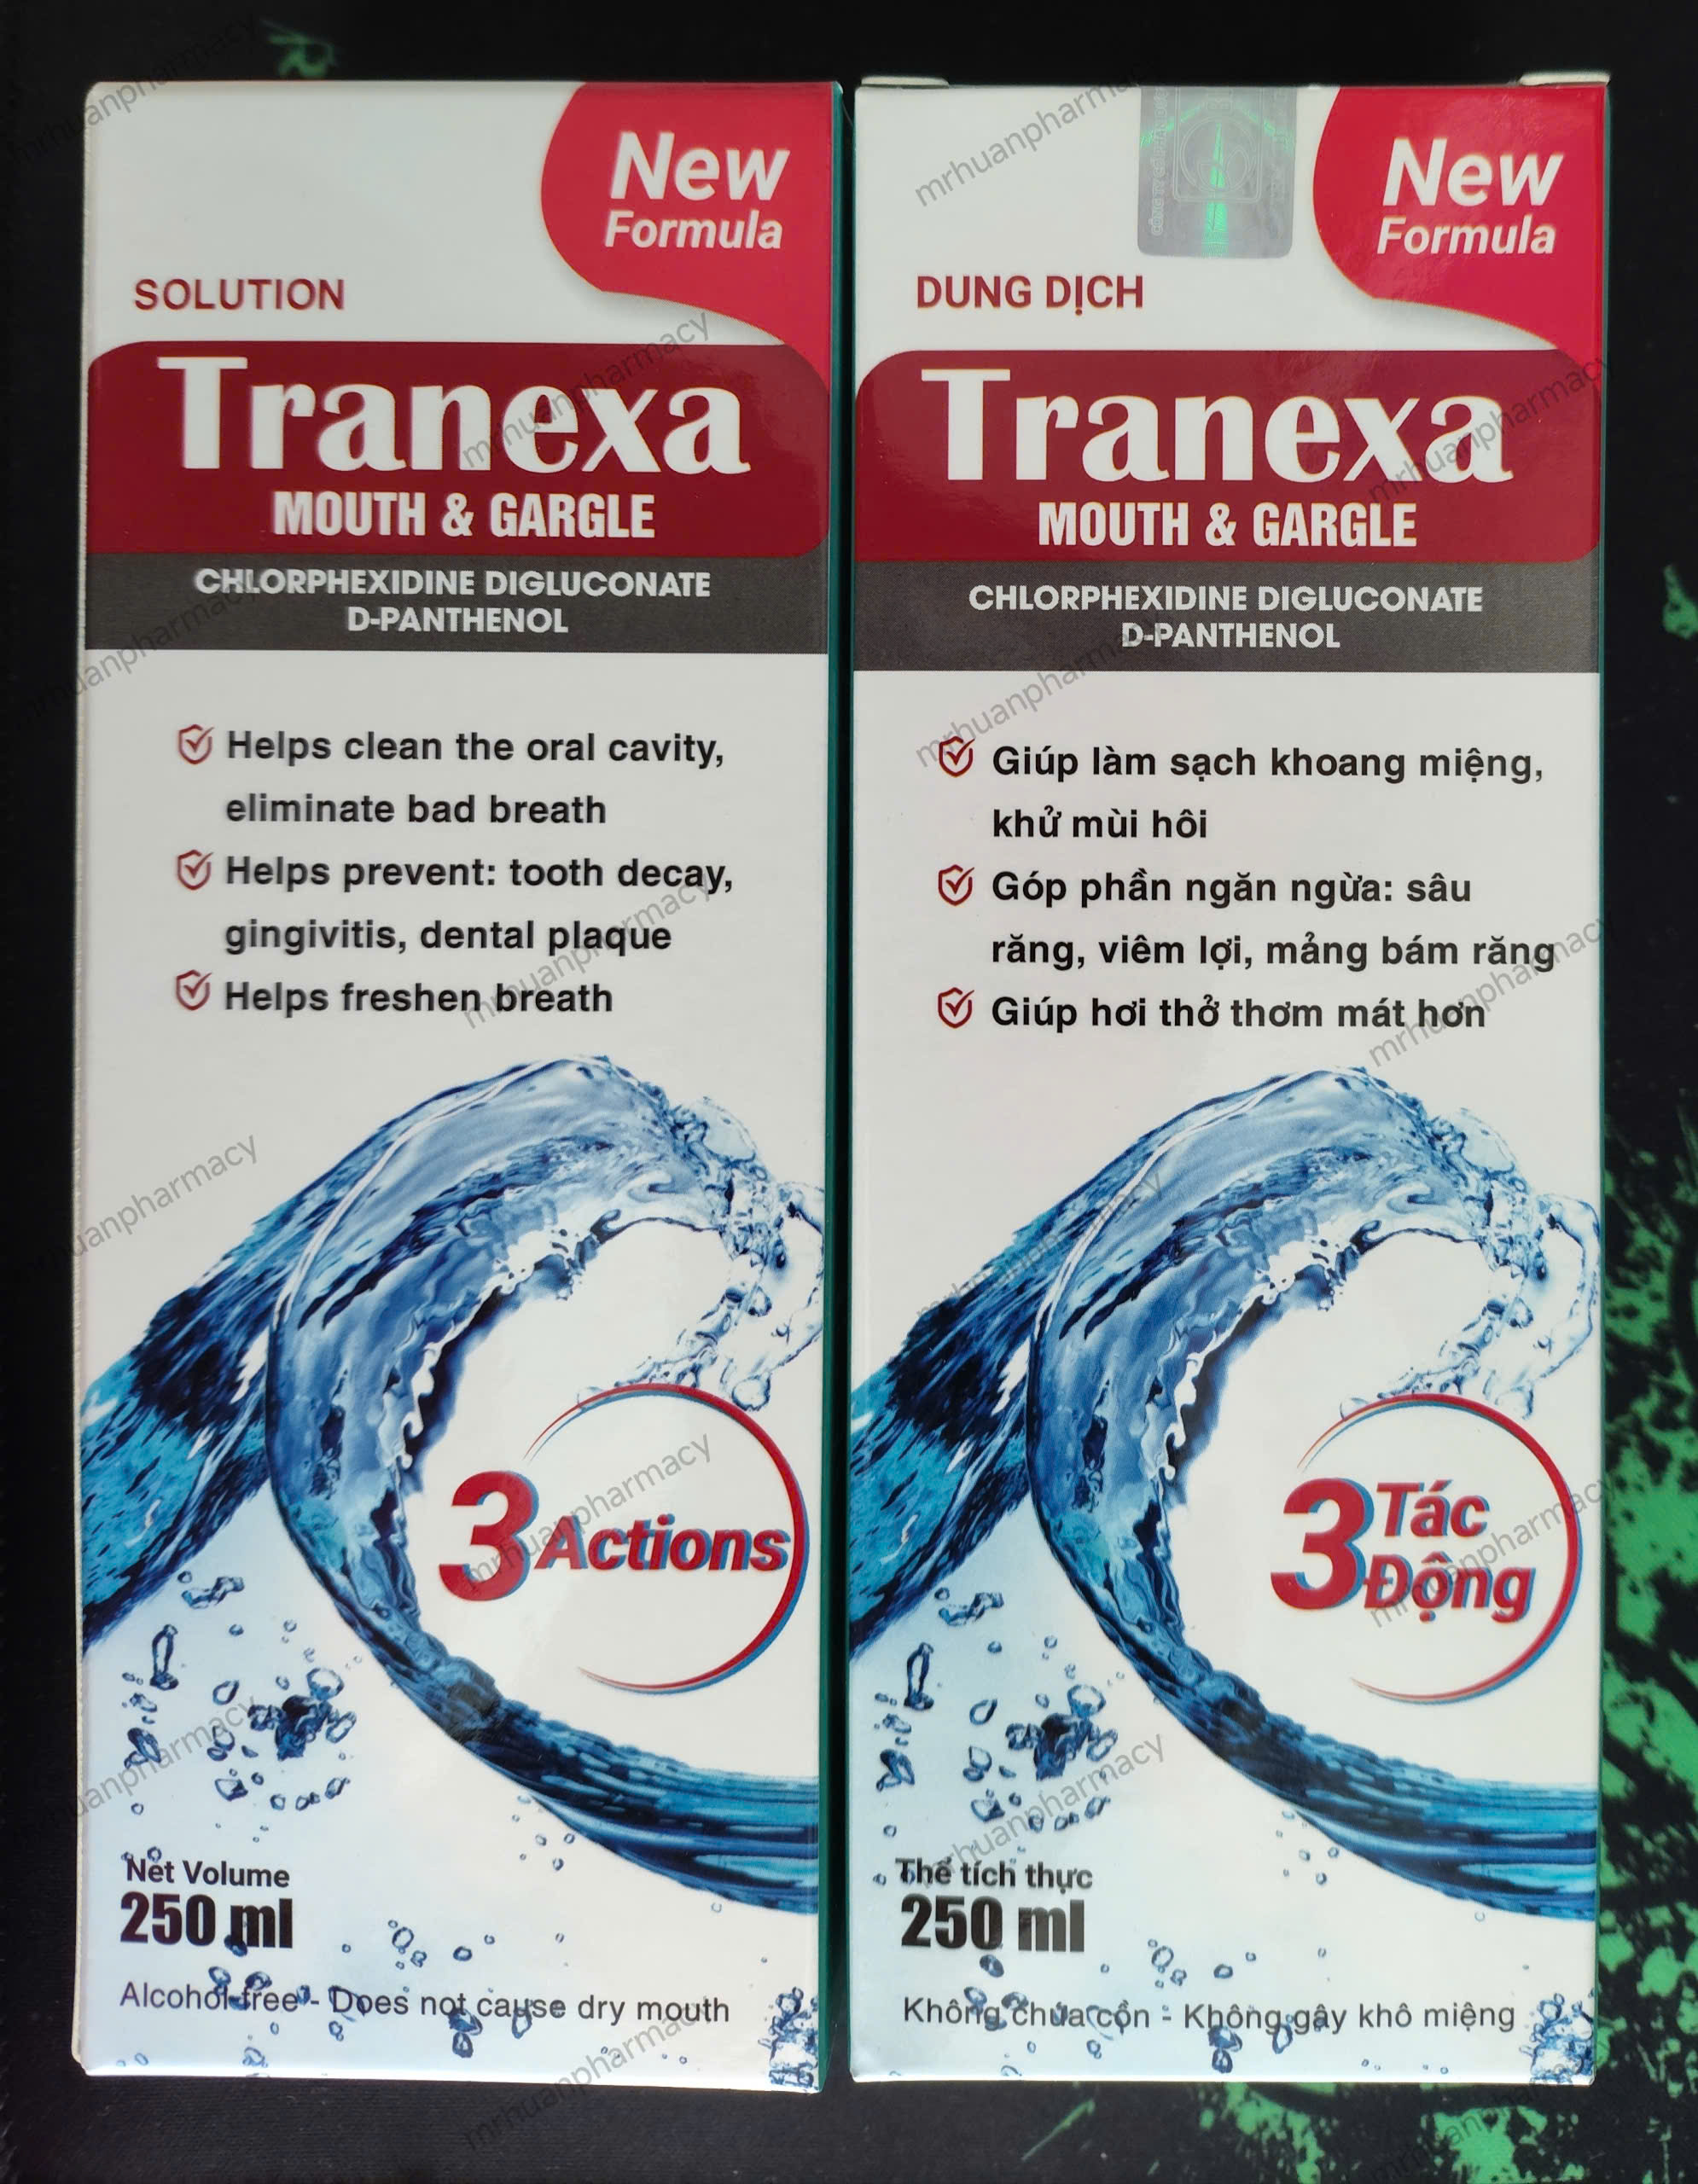 New
Formula
SOLUTION
Tranexa
MOUTH & GARGLE
CHLORPHEXIDINE DIGLUCONATE
D-PANTHENOL
Helps clean the oral cavity,
eliminate bad breath
Helps prevent: tooth decay,
gingivitis, dental plaque
Helps freshen breath
3 Actions
Net Volume
250 ml
Alcohol-free - Does not cause dry mouth
New
Formula
DUNG DỊCH
Tranexa
MOUTH & GARGLE
CHLORPHEXIDINE DIGLUCONATE
D-PANTHENOL
Giúp làm sạch khoang miệng,
khử mùi hôi
Góp phần ngăn ngừa: sâu
răng, viêm lợi, mảng bám răng
Giúp hơi thở thơm mát hơn
3 Tác
Động
Thể tích thực
250 ml
Không chứa cồn - Không gây khô miệng
mrhuanpharmacy